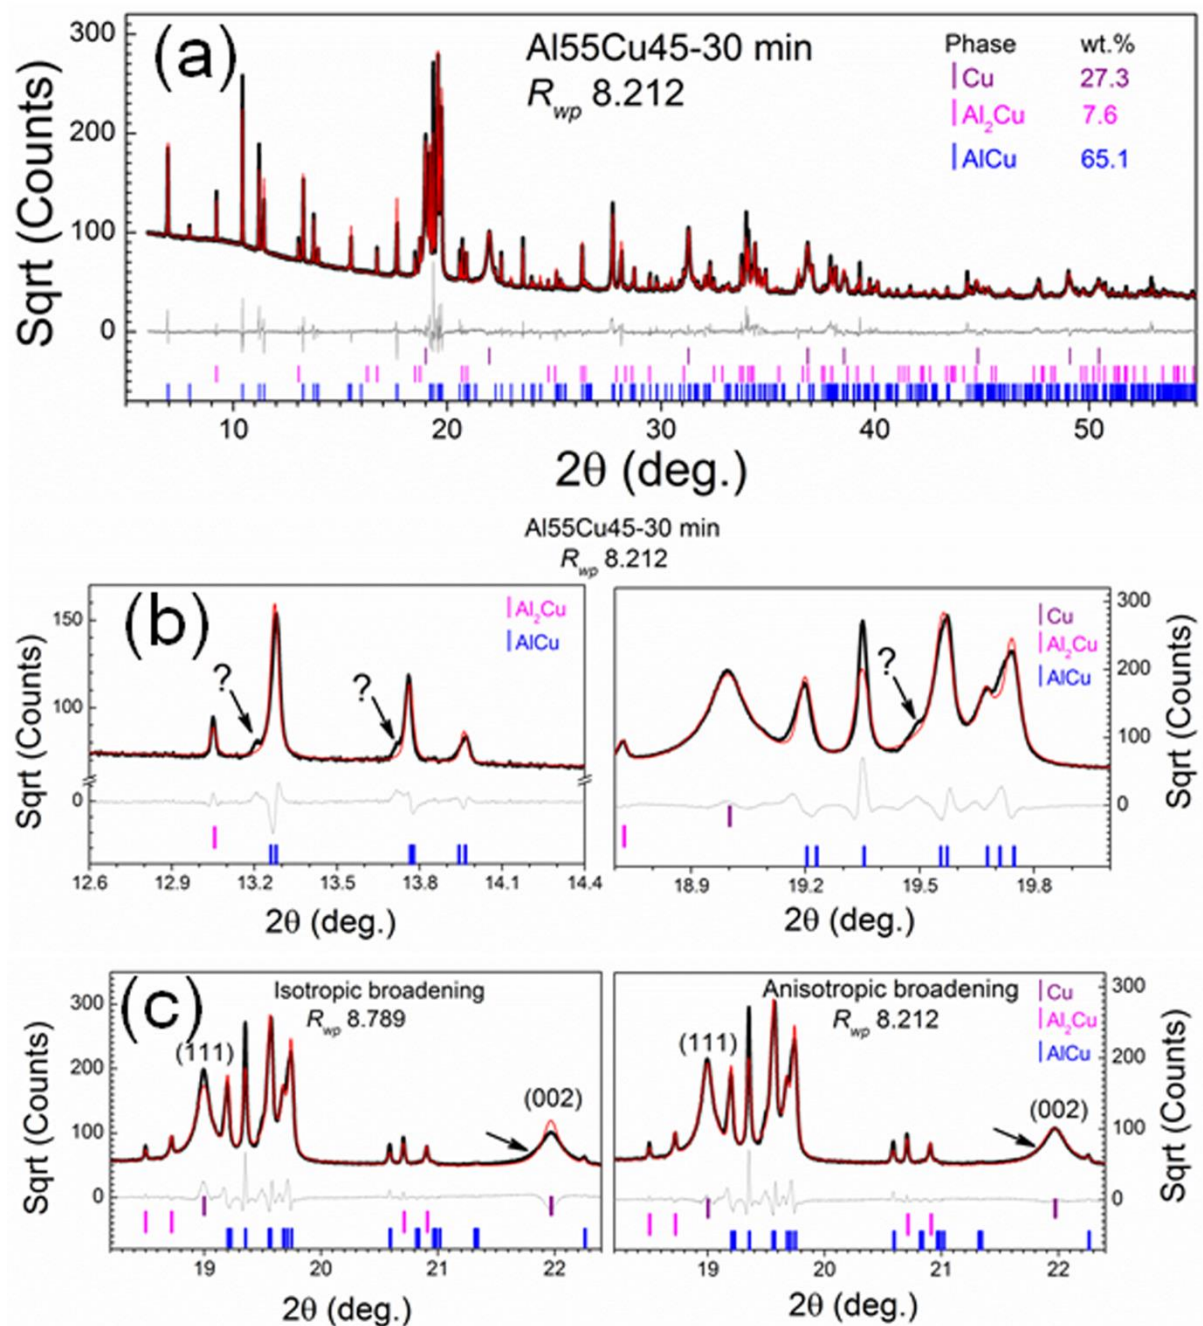 (a)
Al55Cu45-30 min
R_wp 8.212
Phase wt.%
Cu 27.3
Al2Cu 7.6
AlCu 65.1
Sqrt (Counts)
300
200
100
0
10 20 30 40 50
2θ (deg.)
Al55Cu45-30 min
R_wp 8.212
(b)
Sqrt (Counts)
150
100
0
?
?
Al2Cu
AlCu
12.6 12.9 13.2 13.5 13.8 14.1 14.4
2θ (deg.)
?
Cu
Al2Cu
AlCu
300
200
100
0
Sqrt (Counts)
18.9 19.2 19.5 19.8
2θ (deg.)
(c)
Isotropic broadening
R_wp 8.789
(111)
(002)
Sqrt (Counts)
300
200
100
0
19 20 21 22
2θ (deg.)
Anisotropic broadening
R_wp 8.212
(111)
(002)
Cu
Al2Cu
AlCu
300
200
100
0
Sqrt (Counts)
19 20 21 22
2θ (deg.)